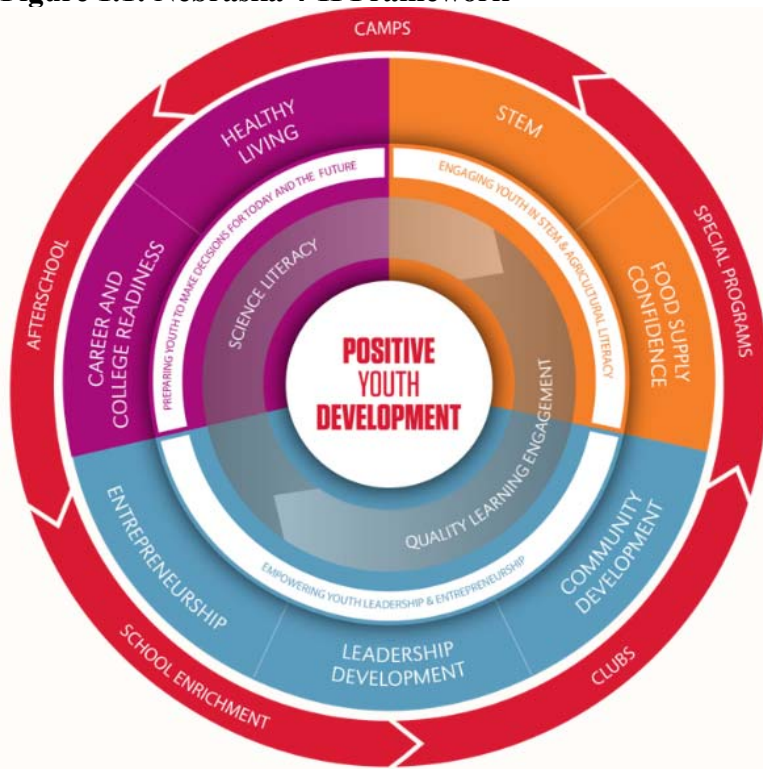 Figure 1.1. Nebraska 4-H Framework
CAMPS
HEALTHY
LIVING
STEM
PREPARING YOUTH TO MAKE DECISIONS FOR TODAY AND THE FUTURE
ENGAGING YOUTH IN STEM & AGRICULTURAL LITERACY
AFTERSCHOOL
CAREER AND
COLLEGE READINESS
SCIENCE LITERACY
FOOD SUPPLY
CONFIDENCE
SPECIAL PROGRAMS
POSITIVE
YOUTH
DEVELOPMENT
QUALITY LEARNING ENGAGEMENT
EMPOWERING YOUTH LEADERSHIP & ENTREPRENEURSHIP
ENTREPRENEURSHIP
LEADERSHIP
DEVELOPMENT
COMMUNITY
DEVELOPMENT
SCHOOL ENRICHMENT
CLUBS